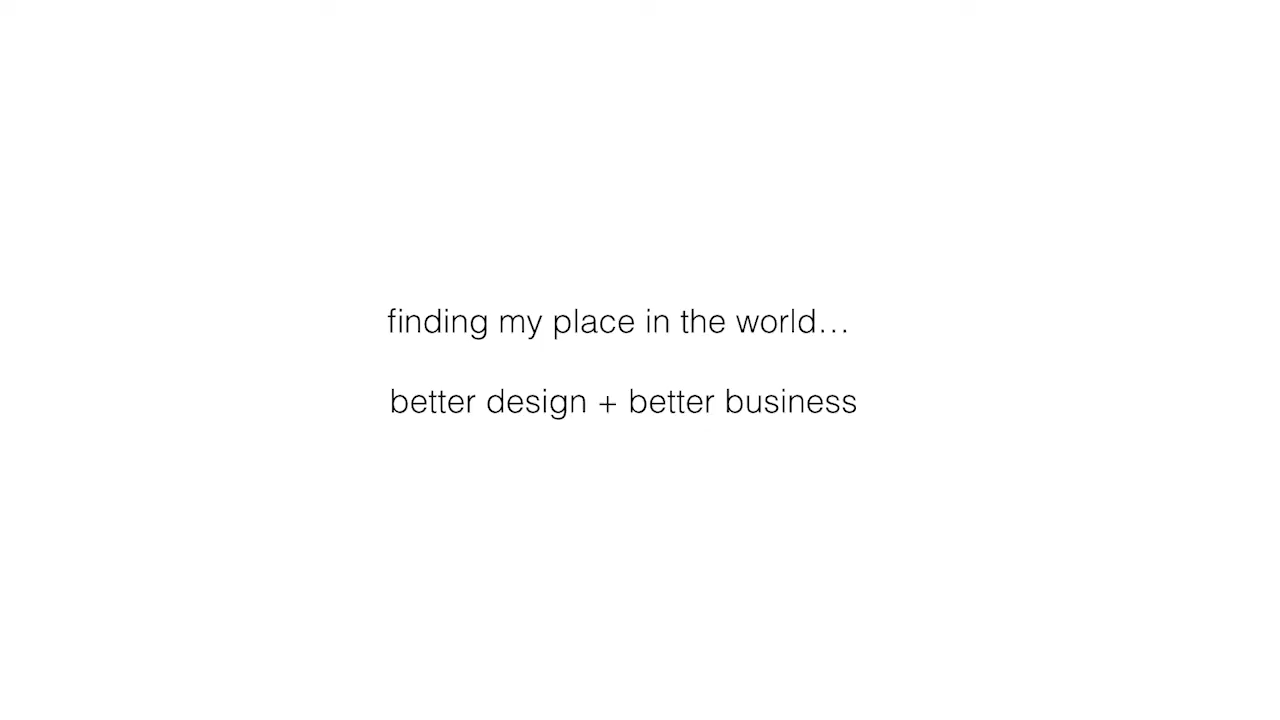 finding my place in the world…
better design + better business